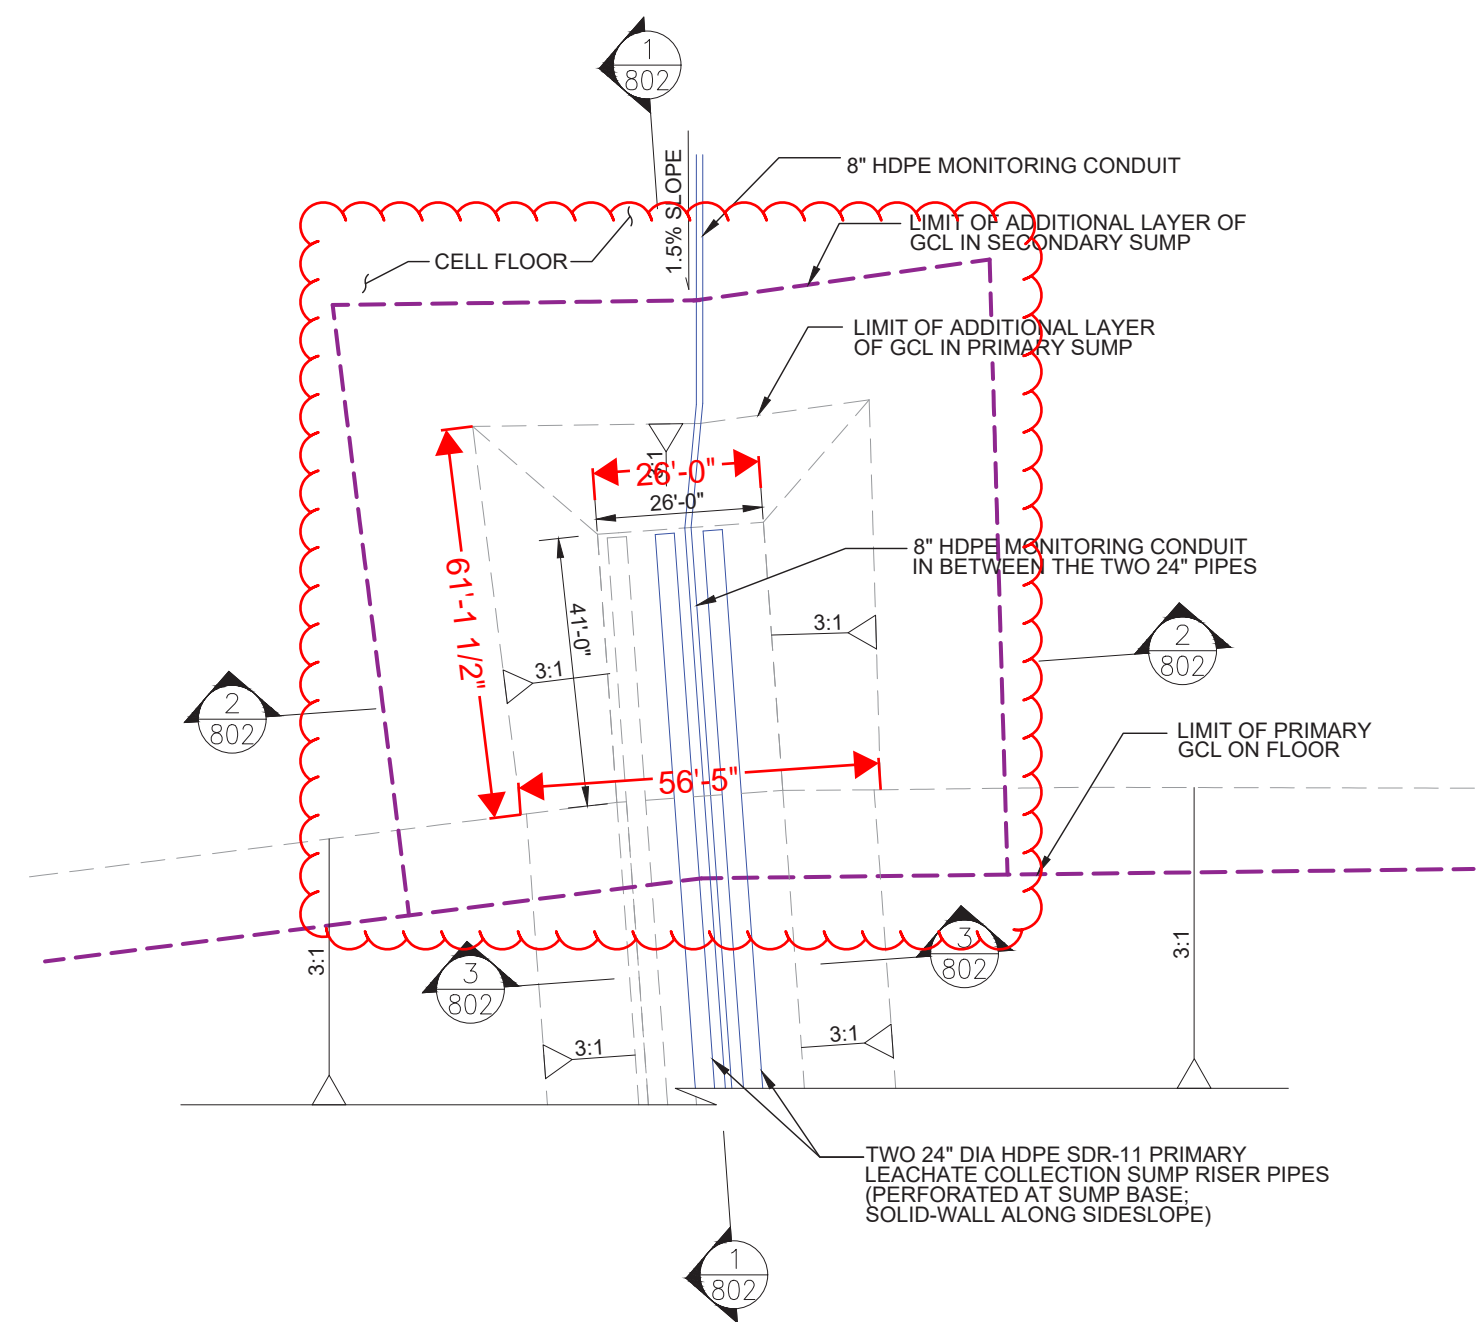 1
802
1.5% SLOPE
8" HDPE MONITORING CONDUIT
LIMIT OF ADDITIONAL LAYER OF
GCL IN SECONDARY SUMP
CELL FLOOR
LIMIT OF ADDITIONAL LAYER
OF GCL IN PRIMARY SUMP
3:1
26'-0"
26'-0"
8" HDPE MONITORING CONDUIT
IN BETWEEN THE TWO 24" PIPES
61'-1 1/2"
41'-0"
3:1
3:1
2
802
2
802
LIMIT OF PRIMARY
GCL ON FLOOR
56'-5"
3:1
3
802
3
802
3:1
3:1
3:1
TWO 24" DIA HDPE SDR-11 PRIMARY
LEACHATE COLLECTION SUMP RISER PIPES
(PERFORATED AT SUMP BASE;
SOLID-WALL ALONG SIDESLOPE)
1
802